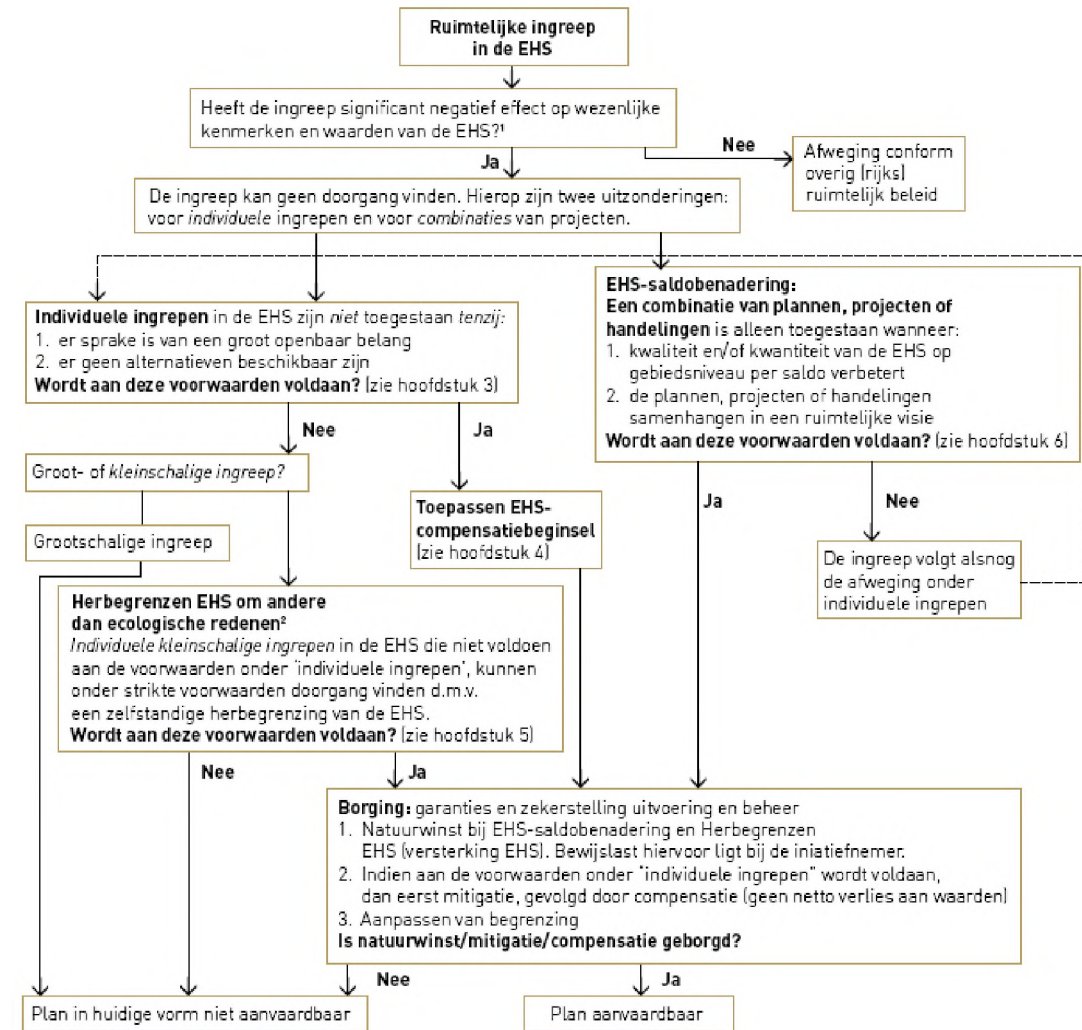 Ruimtelijke ingreep
in de EHS
Heeft de ingreep significant negatief effect op wezenlijke
kenmerken en waarden van de EHS?¹
Nee
Afweging conform
overig (rijks)
ruimtelijk beleid
Ja
De ingreep kan geen doorgang vinden. Hierop zijn twee uitzonderingen:
voor individuele ingrepen en voor combinaties van projecten.
Individuele ingrepen in de EHS zijn niet toegestaan tenzij:
1. er sprake is van een groot openbaar belang
2. er geen alternatieven beschikbaar zijn
Wordt aan deze voorwaarden voldaan? (zie hoofdstuk 3)
EHS-saldobenadering:
Een combinatie van plannen, projecten of
handelingen is alleen toegestaan wanneer:
1. kwaliteit en/of kwantiteit van de EHS op
gebiedsniveau per saldo verbetert
2. de plannen, projecten of handelingen
samenhangen in een ruimtelijke visie
Wordt aan deze voorwaarden voldaan? (zie hoofdstuk 6)
Nee
Ja
Groot- of kleinschalige ingreep?
Grootschalige ingreep
Toepassen EHS-
compensatiebeginsel
(zie hoofdstuk 4)
Ja
Nee
De ingreep volgt alsnog
de afweging onder
individuele ingrepen
Herbegrenzen EHS om andere
dan ecologische redenen²
Individuele kleinschalige ingrepen in de EHS die niet voldoen
aan de voorwaarden onder 'individuele ingrepen', kunnen
onder strikte voorwaarden doorgang vinden d.m.v.
een zelfstandige herbegrenzing van de EHS.
Wordt aan deze voorwaarden voldaan? (zie hoofdstuk 5)
Nee
Ja
Borging: garanties en zekerstelling uitvoering en beheer
1. Natuurwinst bij EHS-saldobenadering en Herbegrenzen
EHS (versterking EHS). Bewijslast hiervoor ligt bij de iniatiefnemer.
2. Indien aan de voorwaarden onder "individuele ingrepen" wordt voldaan,
dan eerst mitigatie, gevolgd door compensatie (geen netto verlies aan waarden)
3. Aanpassen van begrenzing
Is natuurwinst/mitigatie/compensatie geborgd?
Nee
Ja
Plan in huidige vorm niet aanvaardbaar
Plan aanvaardbaar